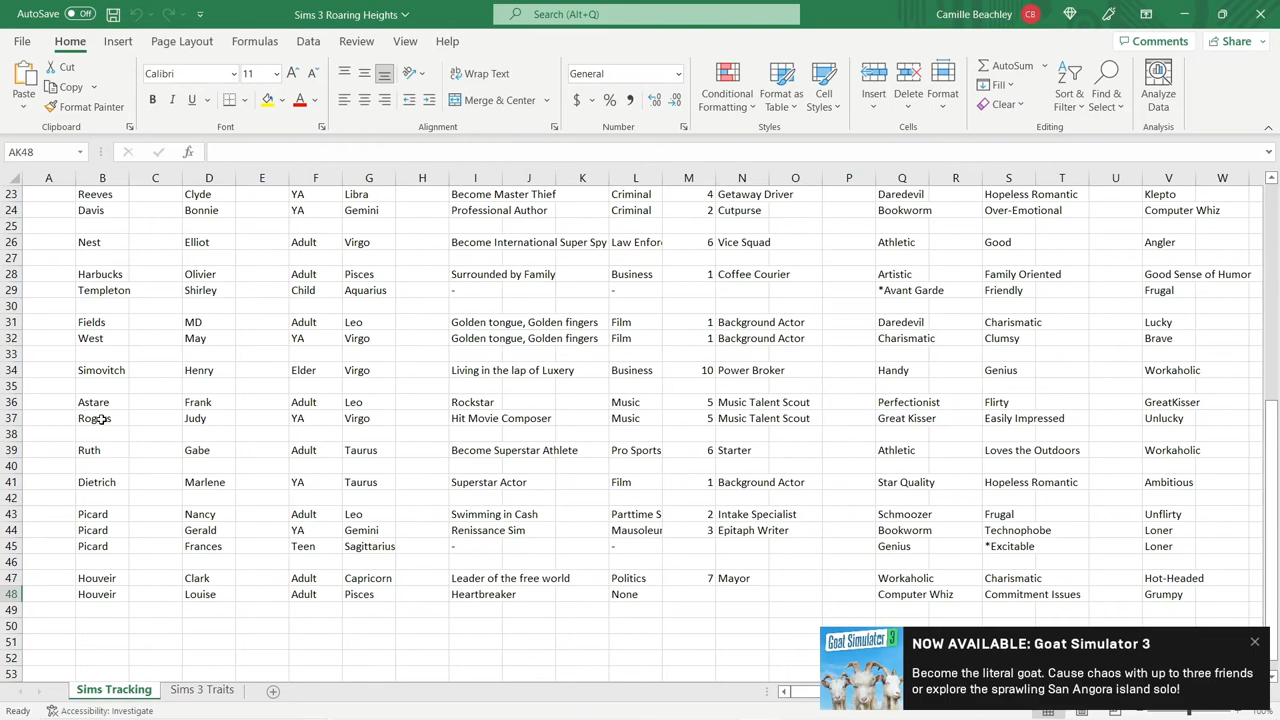 AutoSave Off Sims 3 Roaring Heights Search (Alt+Q) Camille Beachley CB
File Home Insert Page Layout Formulas Data Review View Help Comments Share
Paste Cut Copy Format Painter Clipboard
Calibri 11 B I U Font
Wrap Text Merge & Center Alignment
General $ % Number
Conditional Formatting Format as Table Cell Styles Styles
Insert Delete Format Cells
AutoSum Fill Clear Sort & Filter Find & Select Editing
Analyze Data Analysis
AK48 fx
A B C D E F G H I J K L M N O P Q R S T U V W
23 Reeves Clyde YA Libra Become Master Thief Criminal 4 Getaway Driver Daredevil Hopeless Romantic Klepto
24 Davis Bonnie YA Gemini Professional Author Criminal 2 Cutpurse Bookworm Over-Emotional Computer Whiz
25
26 Nest Elliot Adult Virgo Become International Super Spy Law Enfor 6 Vice Squad Athletic Good Angler
27
28 Harbucks Olivier Adult Pisces Surrounded by Family Business 1 Coffee Courier Artistic Family Oriented Good Sense of Humor
29 Templeton Shirley Child Aquarius - - *Avant Garde Friendly Frugal
30
31 Fields MD Adult Leo Golden tongue, Golden fingers Film 1 Background Actor Daredevil Charismatic Lucky
32 West May YA Virgo Golden tongue, Golden fingers Film 1 Background Actor Charismatic Clumsy Brave
33
34 Simovitch Henry Elder Virgo Living in the lap of Luxery Business 10 Power Broker Handy Genius Workaholic
35
36 Astare Frank Adult Leo Rockstar Music 5 Music Talent Scout Perfectionist Flirty GreatKisser
37 Judy YA Virgo Hit Movie Composer Music 5 Music Talent Scout Great Kisser Easily Impressed Unlucky
38
39 Ruth Gabe Adult Taurus Become Superstar Athlete Pro Sports 6 Starter Athletic Loves the Outdoors Workaholic
40
41 Dietrich Marlene YA Taurus Superstar Actor Film 1 Background Actor Star Quality Hopeless Romantic Ambitious
42
43 Picard Nancy Adult Leo Swimming in Cash Parttime S 2 Intake Specialist Schmoozer Frugal Unflirty
44 Picard Gerald YA Gemini Renissance Sim Mausoleur 3 Epitaph Writer Bookworm Technophobe Loner
45 Picard Frances Teen Sagittarius - - Genius *Excitable Loner
46
47 Houveir Clark Adult Capricorn Leader of the free world Politics 7 Mayor Workaholic Charismatic Hot-Headed
48 Houveir Louise Adult Pisces Heartbreaker None Computer Whiz Commitment Issues Grumpy
49
50
51
52
53
Goat Simulator 3 NOW AVAILABLE: Goat Simulator 3
Become the literal goat. Cause chaos with up to three friends
or explore the sprawling San Angora island solo!
Sims Tracking Sims 3 Traits
Ready Accessibility: Investigate